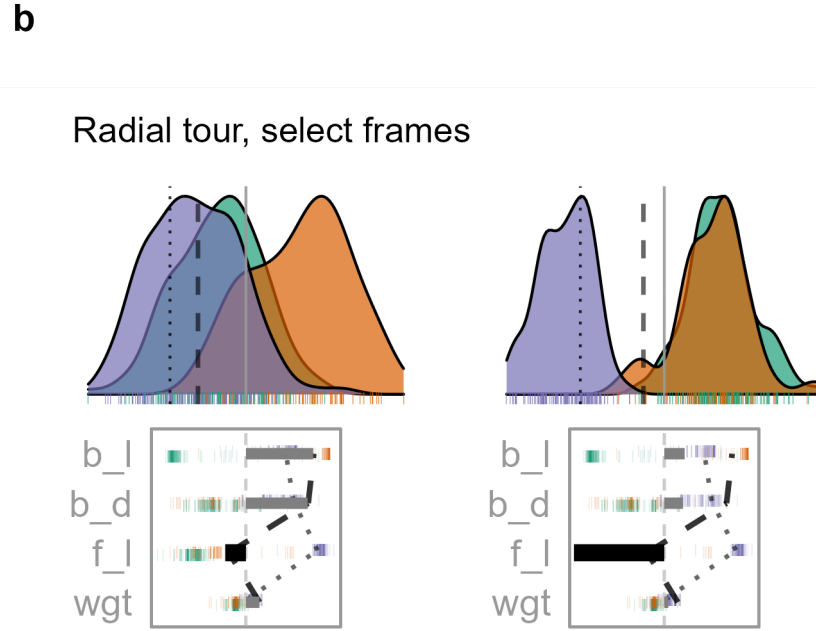 b
Radial tour, select frames
b_l
b_d
f_l
wgt
b_l
b_d
f_l
wgt